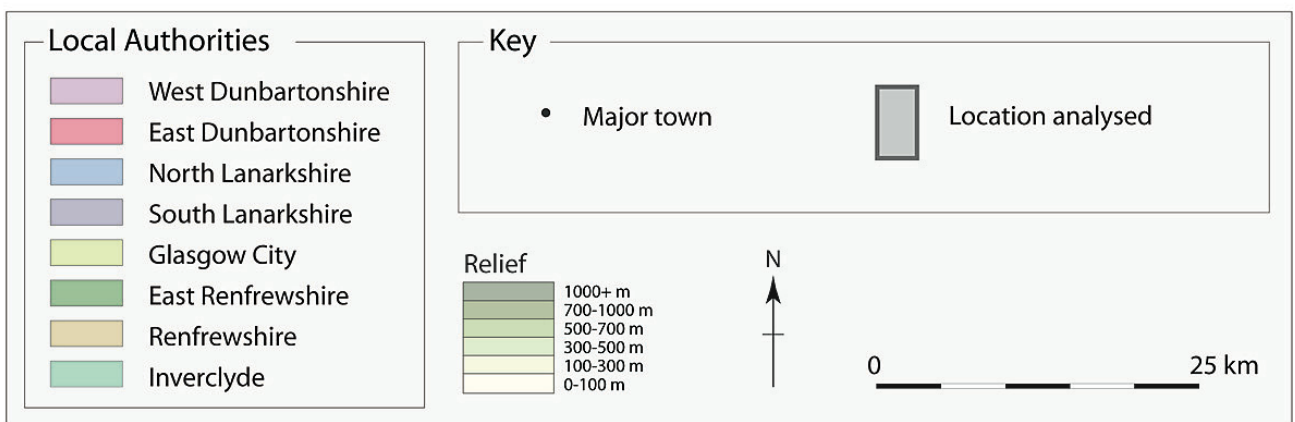 Local Authorities
West Dunbartonshire
East Dunbartonshire
North Lanarkshire
South Lanarkshire
Glasgow City
East Renfrewshire
Renfrewshire
Inverclyde
Key
Major town
Location analysed
Relief
1000+ m
700-1000 m
500-700 m
300-500 m
100-300 m
0-100 m
N
0 25 km